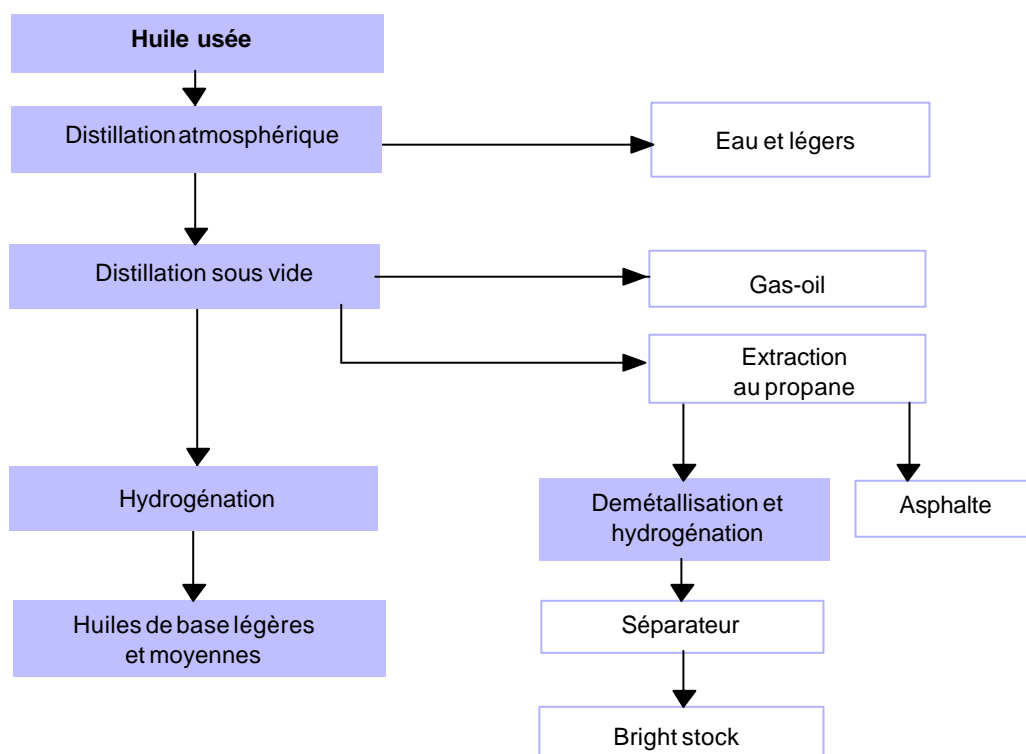 Huile usée
Distillation atmosphérique
Eau et légers
Distillation sous vide
Gas-oil
Extraction
au propane
Hydrogénation
Demétallisation et
hydrogénation
Asphalte
Huiles de base légères
et moyennes
Séparateur
Bright stock